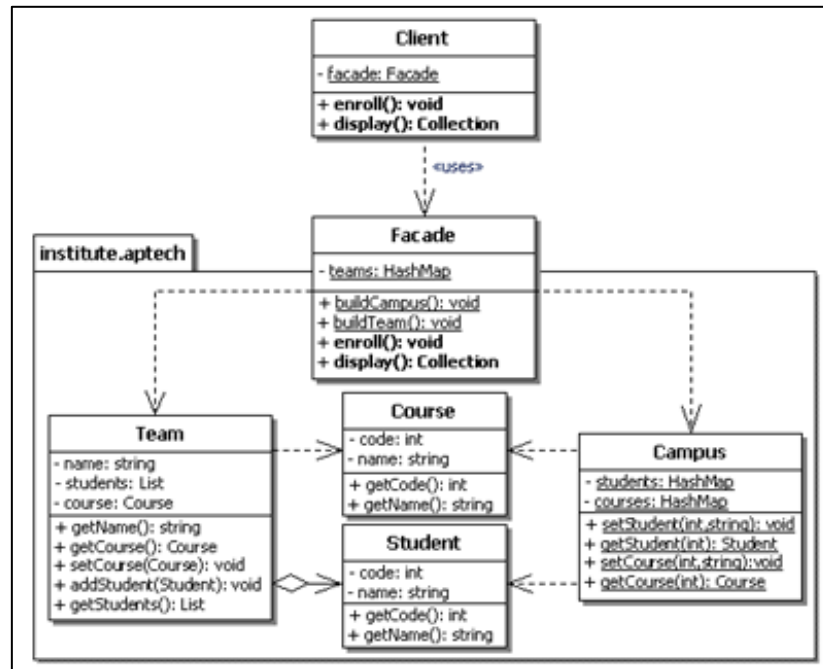 Client
- facade: Facade
+ enroll(): void
+ display(): Collection
«uses»
Facade
- teams: HashMap
+ buildCampus(): void
+ buildTeam(): void
+ enroll(): void
+ display(): Collection
institute.aptech
Team
- name: string
- students: List
- course: Course
+ getName(): string
+ getCourse(): Course
+ setCourse(Course): void
+ addStudent(Student): void
+ getStudents(): List
Course
- code: int
- name: string
+ getCode(): int
+ getName(): string
Student
- code: int
- name: string
+ getCode(): int
+ getName(): string
Campus
- students: HashMap
- courses: HashMap
+ setStudent(int,string): void
+ getStudent(int): Student
+ setCourse(int,string):void
+ getCourse(int): Course